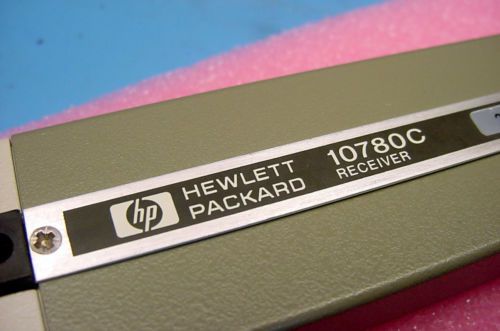 hp
HEWLETT
PACKARD
10780C
RECEIVER